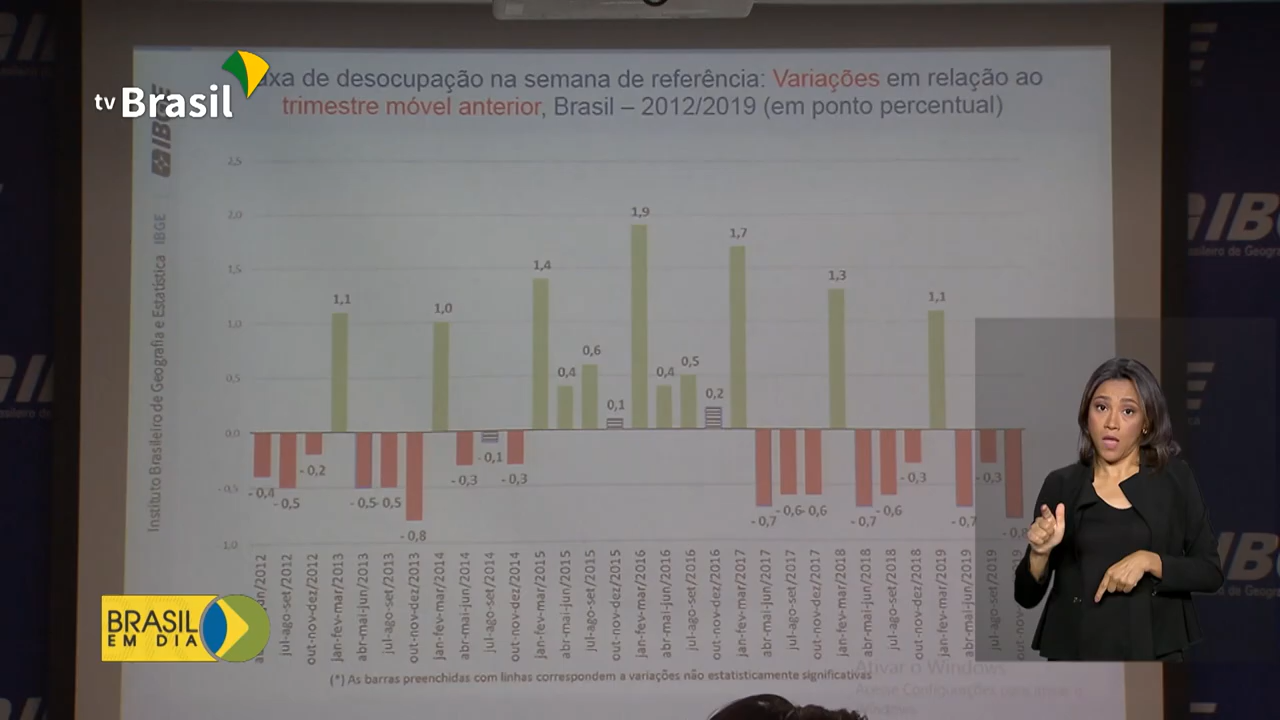 tv Brasil
axa de desocupação na semana de referência: Variações em relação ao
trimestre móvel anterior, Brasil – 2012/2019 (em ponto percentual)
IBGE
Instituto Brasileiro de Geografia e Estatística IBGE
2,5
2,0
1,5
1,0
0,5
0,0
-0,5
1,0
- 0,4
- 0,5
- 0,2
1,1
- 0,5
- 0,5
- 0,8
1,0
- 0,3
- 0,1
- 0,3
1,4
0,4
0,6
0,1
1,9
0,4
0,5
0,2
1,7
- 0,7
- 0,6
- 0,6
1,3
- 0,7
- 0,6
- 0,3
1,1
- 0,7
- 0,3
- 0,8
jul-ago-set/2012
out-nov-dez/2012
jan-fev-mar/2013
abr-mai-jun/2013
jul-ago-set/2013
out-nov-dez/2013
jan-fev-mar/2014
abr-mai-jun/2014
jul-ago-set/2014
out-nov-dez/2014
jan-fev-mar/2015
abr-mai-jun/2015
jul-ago-set/2015
out-nov-dez/2015
jan-fev-mar/2016
abr-mai-jun/2016
jul-ago-set/2016
out-nov-dez/2016
jan-fev-mar/2017
abr-mai-jun/2017
jul-ago-set/2017
out-nov-dez/2017
jan-fev-mar/2018
abr-mai-jun/2018
jul-ago-set/2018
out-nov-dez/2018
jan-fev-mar/2019
abr-mai-jun/2019
jul-ago-set/2019
(*) As barras preenchidas com linhas correspondem a variações não estatisticamente significativas
Ativar o Windows
Acesse Configurações para ativar o
Windows
BRASIL
EM DIA